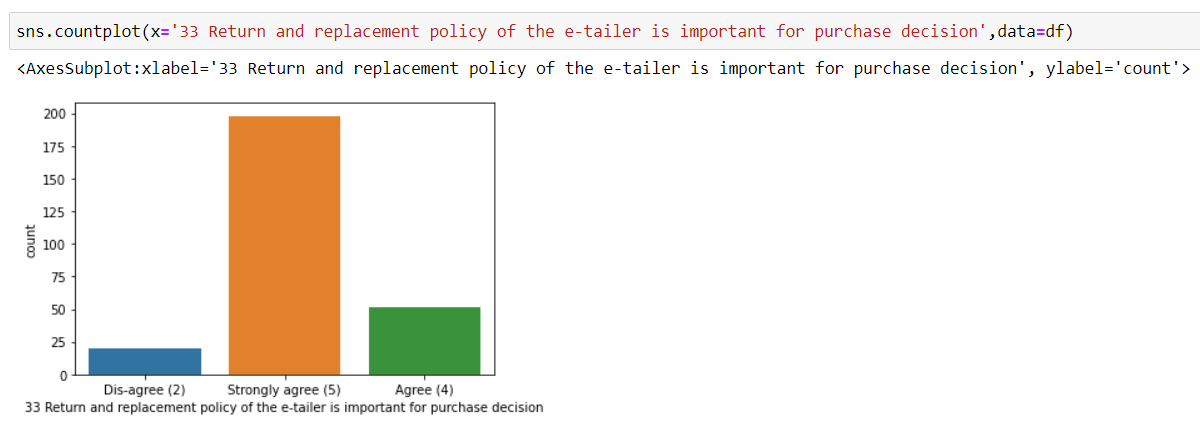 sns.countplot(x='33 Return and replacement policy of the e-tailer is important for purchase decision',data=df)
<AxesSubplot:xlabel='33 Return and replacement policy of the e-tailer is important for purchase decision', ylabel='count'>
200
175
150
125
100
75
50
25
0
count
Dis-agree (2) Strongly agree (5) Agree (4)
33 Return and replacement policy of the e-tailer is important for purchase decision